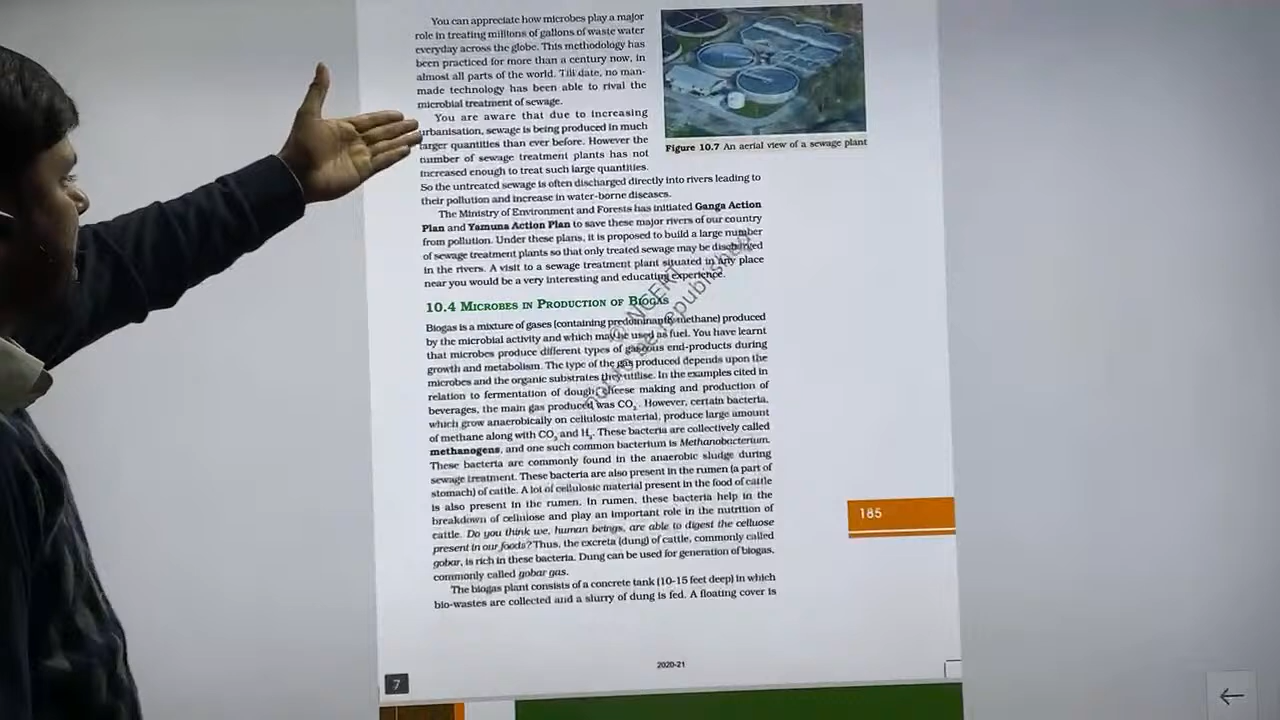 You can appreciate how microbes play a major
role in treating millions of gallons of waste water
everyday across the globe. This methodology has
been practiced for more than a century now, in
almost all parts of the world. Till date, no man-
made technology has been able to rival the
microbial treatment of sewage.
You are aware that due to increasing
urbanisation, sewage is being produced in much
larger quantities than ever before. However the
number of sewage treatment plants has not
increased enough to treat such large quantities.
So the untreated sewage is often discharged directly into rivers leading to
their pollution and increase in water-borne diseases.
The Ministry of Environment and Forests has initiated Ganga Action
Plan and Yamuna Action Plan to save these major rivers of our country
from pollution. Under these plans, it is proposed to build a large number
of sewage treatment plants so that only treated sewage may be discharged
in the rivers. A visit to a sewage treatment plant situated in any place
near you would be a very interesting and educating experience.
Figure 10.7 An aerial view of a sewage plant
10.4 MICROBES IN PRODUCTION OF BIOGAS
Biogas is a mixture of gases (containing predominantly methane) produced
by the microbial activity and which may be used as fuel. You have learnt
that microbes produce different types of gaseous end-products during
growth and metabolism. The type of the gas produced depends upon the
microbes and the organic substrates they utilise. In the examples cited in
relation to fermentation of dough, cheese making and production of
beverages, the main gas produced was CO₂. However, certain bacteria,
which grow anaerobically on cellulosic material, produce large amount
of methane along with CO₂ and H₂. These bacteria are collectively called
methanogens, and one such common bacterium is Methanobacterium.
These bacteria are commonly found in the anaerobic sludge during
sewage treatment. These bacteria are also present in the rumen (a part of
stomach) of cattle. A lot of cellulosic material present in the food of cattle
is also present in the rumen. In rumen, these bacteria help in the
breakdown of cellulose and play an important role in the nutrition of
cattle. Do you think we, human beings, are able to digest the celluose
present in our foods? Thus, the excreta (dung) of cattle, commonly called
gobar, is rich in these bacteria. Dung can be used for generation of biogas,
commonly called gobar gas.
The biogas plant consists of a concrete tank (10-15 feet deep) in which
bio-wastes are collected and a slurry of dung is fed. A floating cover is
© NCERT
not to be republished
185
2020-21
7